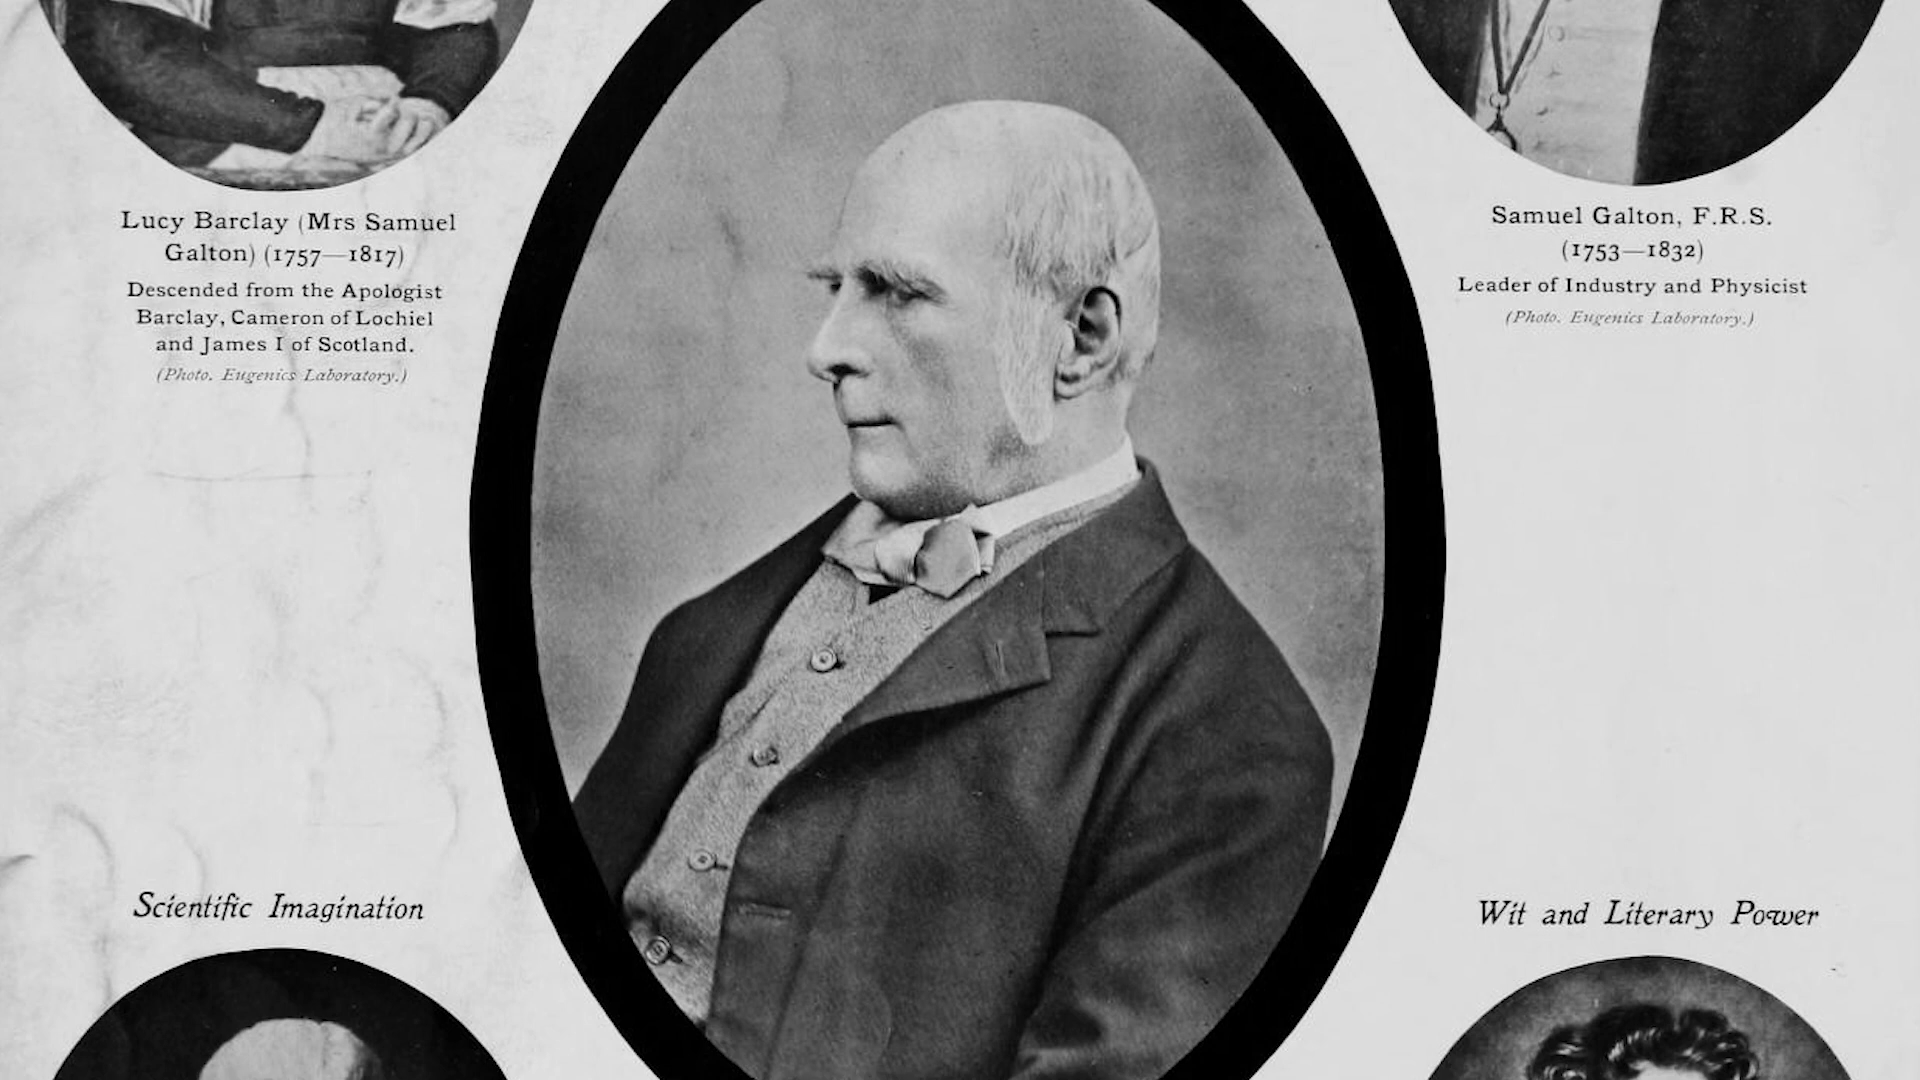 Lucy Barclay (Mrs Samuel
Galton) (1757—1817)
Descended from the Apologist
Barclay, Cameron of Lochiel
and James I of Scotland.
(Photo. Eugenics Laboratory.)
Samuel Galton, F.R.S.
(1753—1832)
Leader of Industry and Physicist
(Photo. Eugenics Laboratory.)
Scientific Imagination
Wit and Literary Power